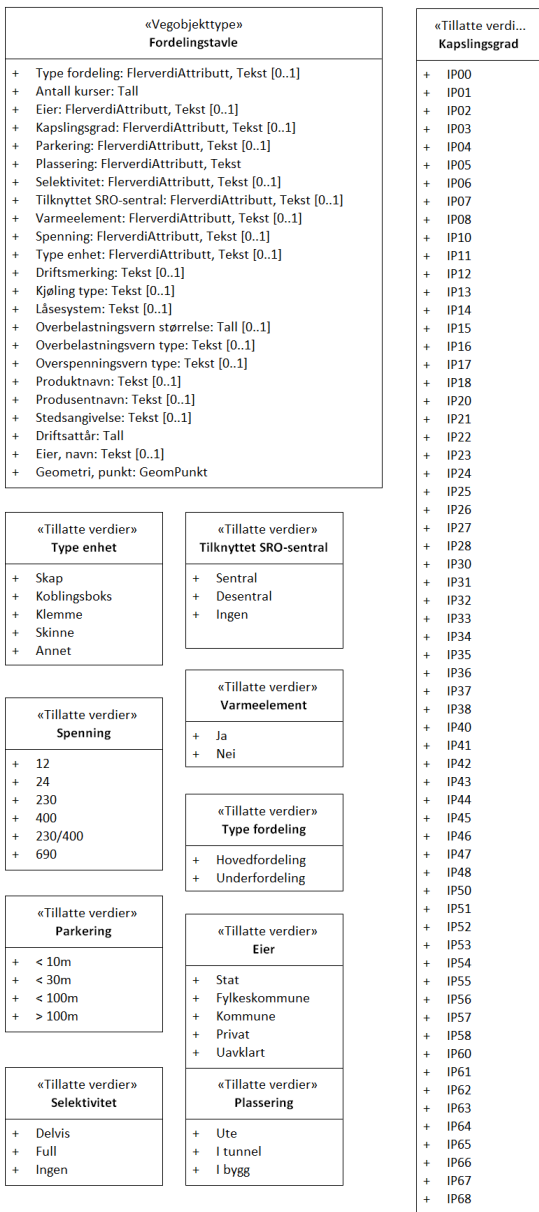 «Vegobjekttype»
Fordelingstavle
+ Type fordeling: FlerverdiAttributt, Tekst [0..1]
+ Antall kurser: Tall
+ Eier: FlerverdiAttributt, Tekst [0..1]
+ Kapslingsgrad: FlerverdiAttributt, Tekst [0..1]
+ Parkering: FlerverdiAttributt, Tekst [0..1]
+ Plassering: FlerverdiAttributt, Tekst
+ Selektivitet: FlerverdiAttributt, Tekst [0..1]
+ Tilknyttet SRO-sentral: FlerverdiAttributt, Tekst [0..1]
+ Varmeelement: FlerverdiAttributt, Tekst [0..1]
+ Spenning: FlerverdiAttributt, Tekst [0..1]
+ Type enhet: FlerverdiAttributt, Tekst [0..1]
+ Driftsmerking: Tekst [0..1]
+ Kjøling type: Tekst [0..1]
+ Låsesystem: Tekst [0..1]
+ Overbelastningsvern størrelse: Tall [0..1]
+ Overbelastningsvern type: Tekst [0..1]
+ Overspenningsvern type: Tekst [0..1]
+ Produktnavn: Tekst [0..1]
+ Produsentnavn: Tekst [0..1]
+ Stedsangivelse: Tekst [0..1]
+ Driftsattår: Tall
+ Eier, navn: Tekst [0..1]
+ Geometri, punkt: GeomPunkt
«Tillatte verdier»
Type enhet
+ Skap
+ Koblingsboks
+ Klemme
+ Skinne
+ Annet
«Tillatte verdier»
Tilknyttet SRO-sentral
+ Sentral
+ Desentral
+ Ingen
«Tillatte verdier»
Spenning
+ 12
+ 24
+ 230
+ 400
+ 230/400
+ 690
«Tillatte verdier»
Varmeelement
+ Ja
+ Nei
«Tillatte verdier»
Type fordeling
+ Hovedfordeling
+ Underfordeling
«Tillatte verdier»
Parkering
+ < 10m
+ < 30m
+ < 100m
+ > 100m
«Tillatte verdier»
Eier
+ Stat
+ Fylkeskommune
+ Kommune
+ Privat
+ Uavklart
«Tillatte verdier»
Selektivitet
+ Delvis
+ Full
+ Ingen
«Tillatte verdier»
Plassering
+ Ute
+ I tunnel
+ I bygg
«Tillatte verdi...
Kapslingsgrad
+ IP00
+ IP01
+ IP02
+ IP03
+ IP04
+ IP05
+ IP06
+ IP07
+ IP08
+ IP10
+ IP11
+ IP12
+ IP13
+ IP14
+ IP15
+ IP16
+ IP17
+ IP18
+ IP20
+ IP21
+ IP22
+ IP23
+ IP24
+ IP25
+ IP26
+ IP27
+ IP28
+ IP30
+ IP31
+ IP32
+ IP33
+ IP34
+ IP35
+ IP36
+ IP37
+ IP38
+ IP40
+ IP41
+ IP42
+ IP43
+ IP44
+ IP45
+ IP46
+ IP47
+ IP48
+ IP50
+ IP51
+ IP52
+ IP53
+ IP54
+ IP55
+ IP56
+ IP57
+ IP58
+ IP60
+ IP61
+ IP62
+ IP63
+ IP64
+ IP65
+ IP66
+ IP67
+ IP68